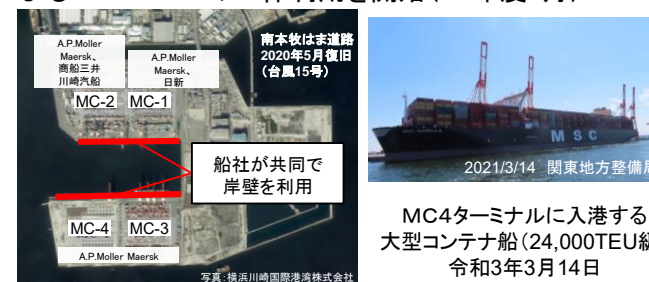 A.P.Moller
Maersk、
商船三井
川崎汽船
A.P.Moller
Maersk、
日新
南本牧はま道路
2020年5月復旧
(台風15号)
MC-2
MC-1
船社が共同で
岸壁を利用
MC-4
MC-3
A.P.Moller Maersk
写真:横浜川崎国際港湾株式会社
MSC
2021/3/14 関東地方整備局
MC4ターミナルに入港する
大型コンテナ船(24,000TEU級
令和3年3月14日